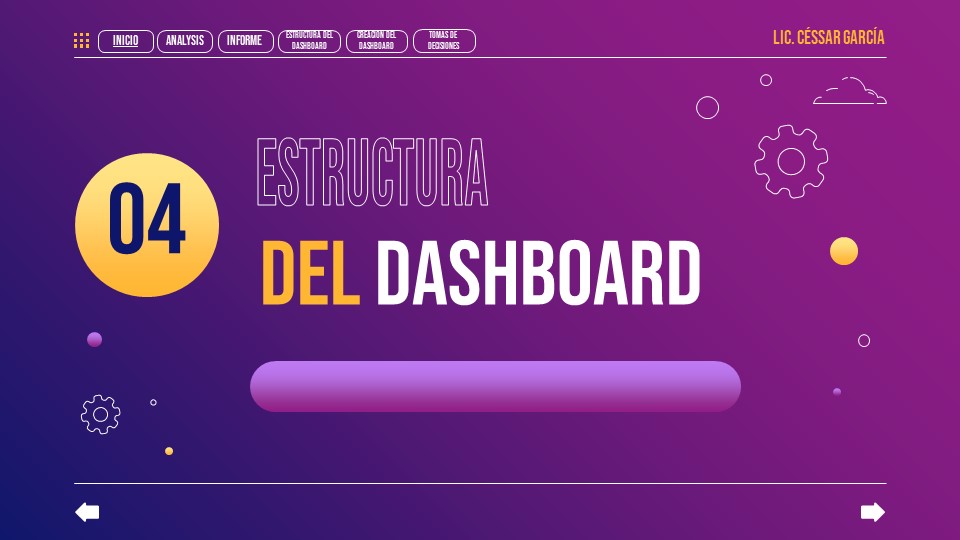 INICIO
ANALYSIS
INFORME
ESTRUCTURA DEL
DASHBOARD
CREACION DEL
DASHBOARD
TOMAS DE
DECISIONES
LIC. CÉSSAR GARCÍA
04
ESTRUCTURA
DEL DASHBOARD